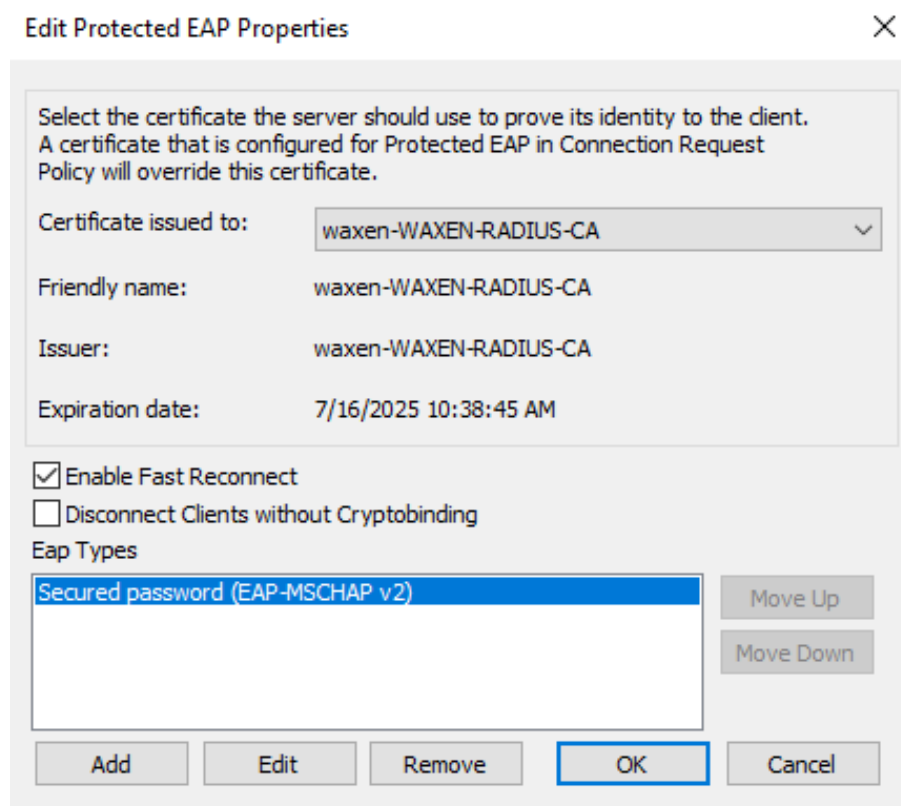 Edit Protected EAP Properties
Select the certificate the server should use to prove its identity to the client.
A certificate that is configured for Protected EAP in Connection Request
Policy will override this certificate.
Certificate issued to: waxen-WAXEN-RADIUS-CA
Friendly name: waxen-WAXEN-RADIUS-CA
Issuer: waxen-WAXEN-RADIUS-CA
Expiration date: 7/16/2025 10:38:45 AM
Enable Fast Reconnect
Disconnect Clients without Cryptobinding
Eap Types
Secured password (EAP-MSCHAP v2)
Move Up
Move Down
Add Edit Remove OK Cancel